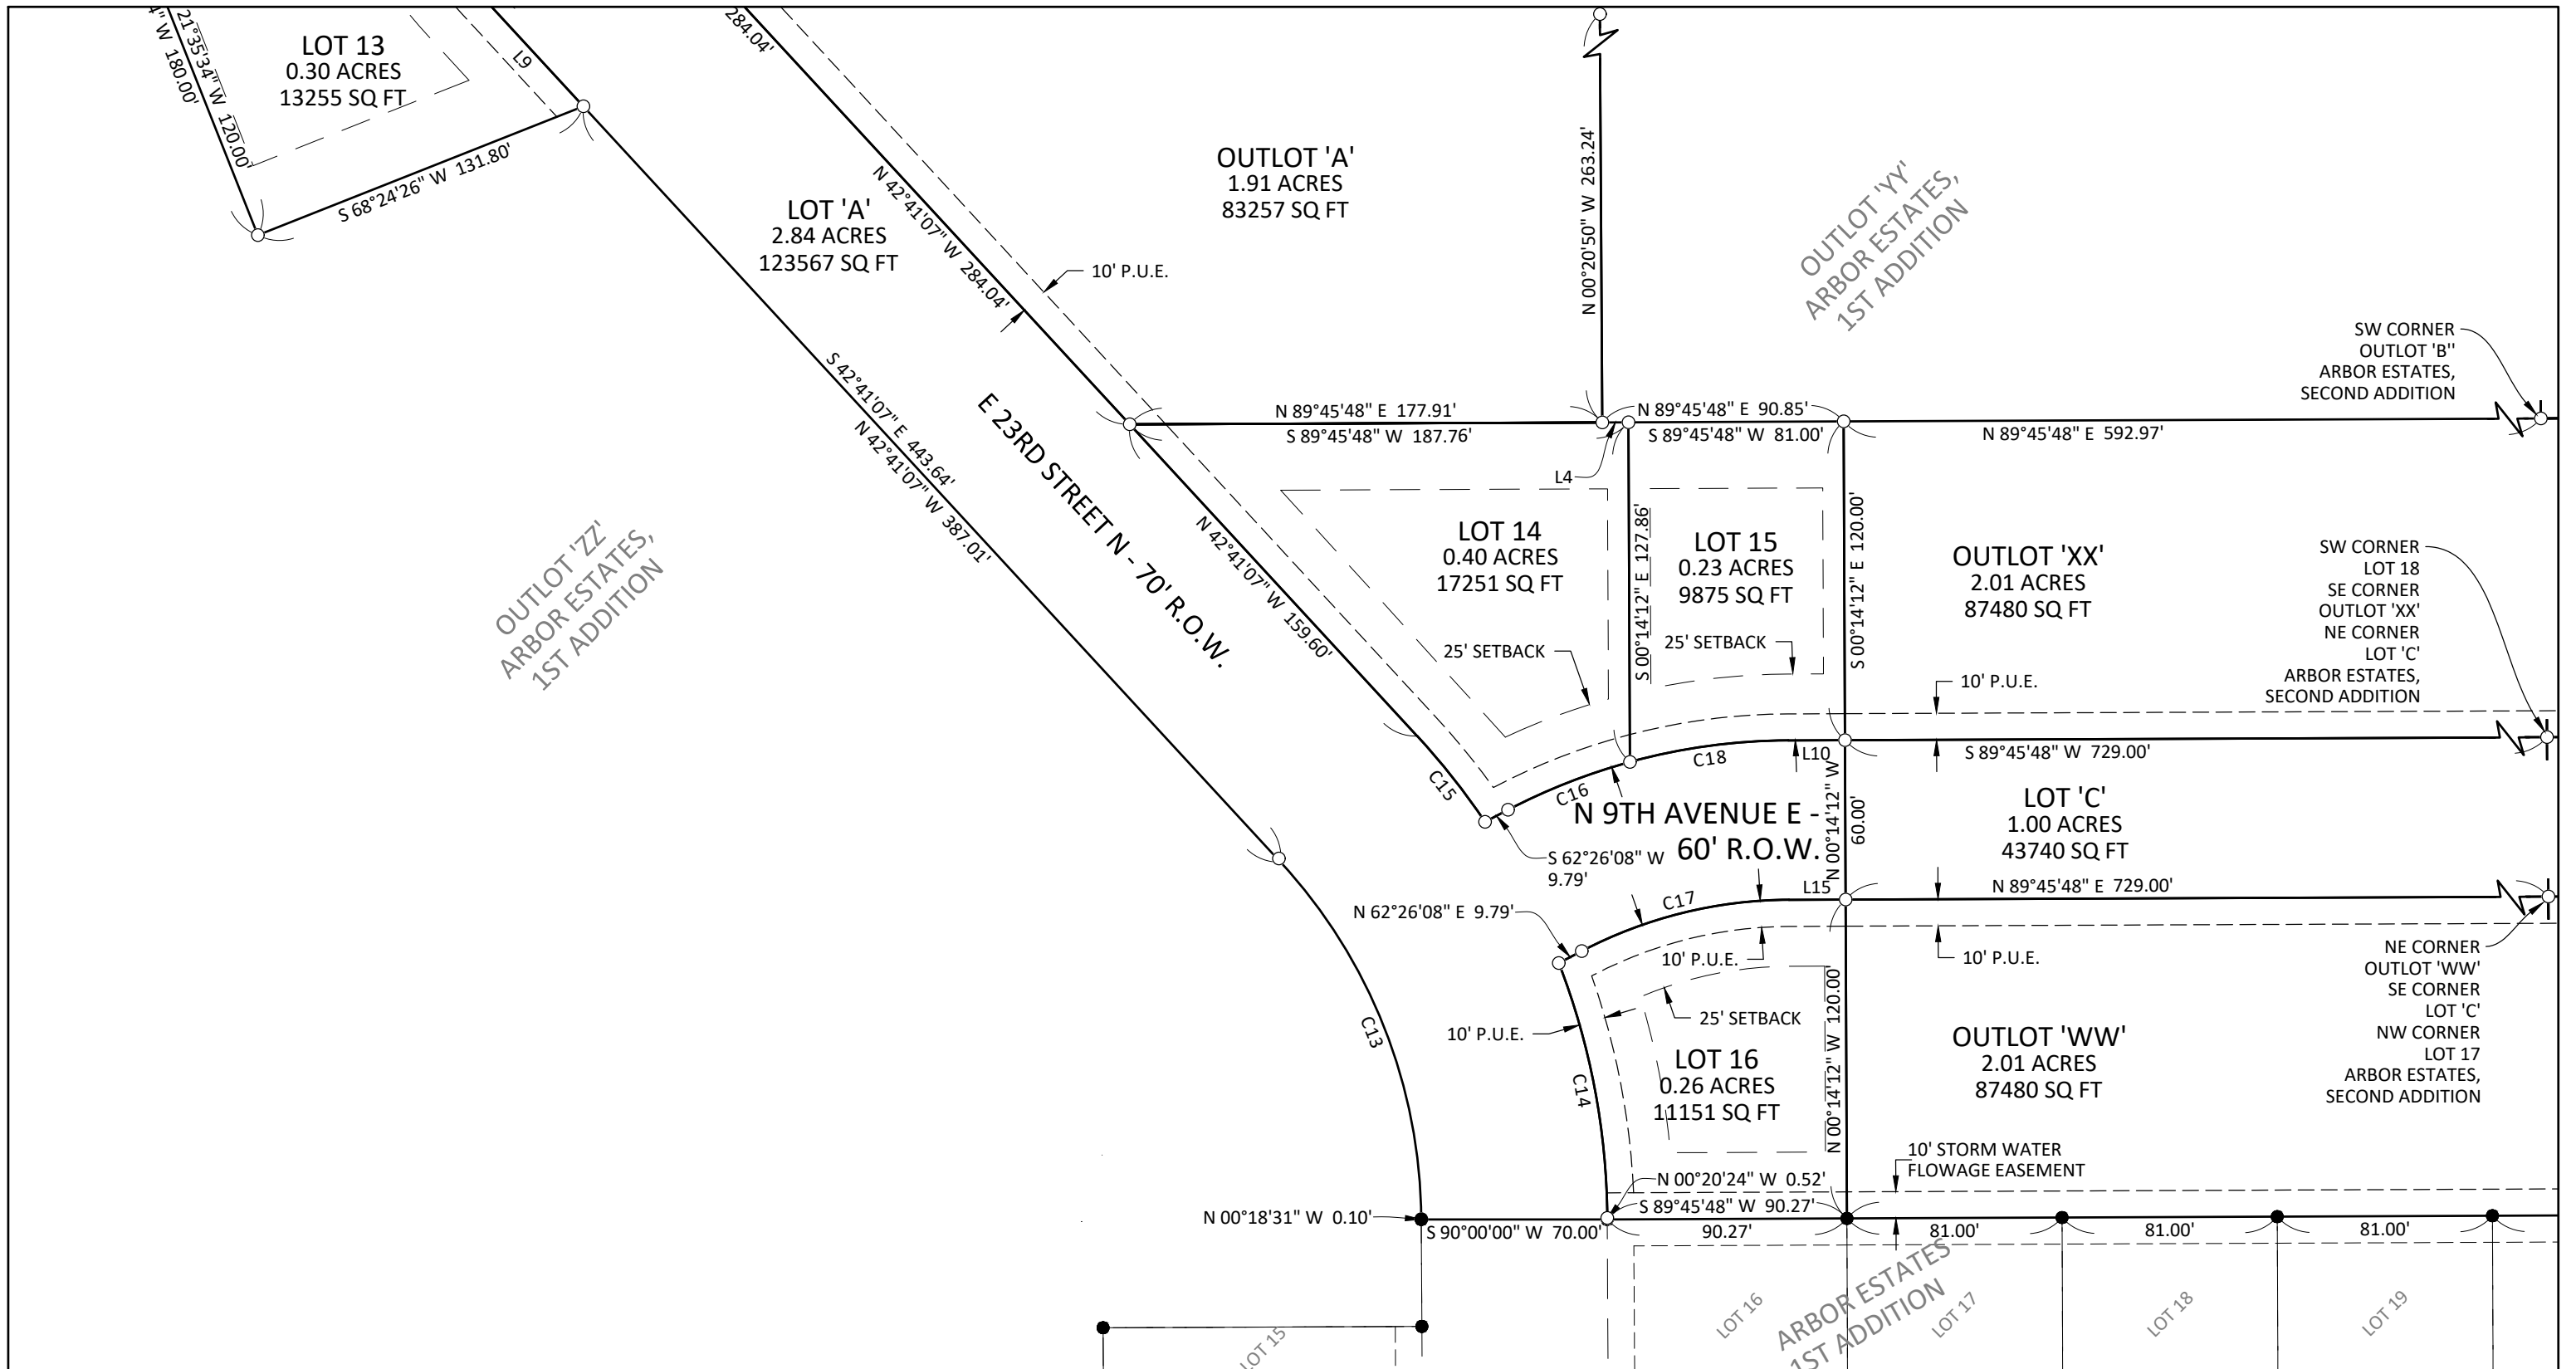 4" W 180.00'
21°35'34" W 120.00'
LOT 13
0.30 ACRES
13255 SQ FT
L9
S 68°24'26" W 131.80'
284.04'
LOT 'A'
2.84 ACRES
123567 SQ FT
N 42°41'07" W 284.04'
10' P.U.E.
OUTLOT 'A'
1.91 ACRES
83257 SQ FT
N 00°20'50" W 263.24'
OUTLOT 'YY'
ARBOR ESTATES,
1ST ADDITION
SW CORNER
OUTLOT 'B''
ARBOR ESTATES,
SECOND ADDITION
S 42°41'07" E 443.64'
N 42°41'07" W 387.01'
E 23RD STREET N - 70' R.O.W.
N 89°45'48" E 177.91'
S 89°45'48" W 187.76'
N 89°45'48" E 90.85'
S 89°45'48" W 81.00'
N 89°45'48" E 592.97'
L4
OUTLOT 'ZZ'
ARBOR ESTATES,
1ST ADDITION
N 42°41'07" W 159.60'
LOT 14
0.40 ACRES
17251 SQ FT
25' SETBACK
S 00°14'12" E 127.86'
LOT 15
0.23 ACRES
9875 SQ FT
25' SETBACK
S 00°14'12" E 120.00'
OUTLOT 'XX'
2.01 ACRES
87480 SQ FT
SW CORNER
LOT 18
SE CORNER
OUTLOT 'XX'
NE CORNER
LOT 'C'
ARBOR ESTATES,
SECOND ADDITION
10' P.U.E.
C15
C16
C18
L10
S 89°45'48" W 729.00'
N 9TH AVENUE E -
60' R.O.W.
N 00°14'12" W
60.00'
LOT 'C'
1.00 ACRES
43740 SQ FT
S 62°26'08" W
9.79'
N 62°26'08" E 9.79'
C17
L15
N 89°45'48" E 729.00'
10' P.U.E.
10' P.U.E.
C13
10' P.U.E.
C14
25' SETBACK
LOT 16
0.26 ACRES
11151 SQ FT
N 00°14'12" W 120.00'
OUTLOT 'WW'
2.01 ACRES
87480 SQ FT
NE CORNER
OUTLOT 'WW'
SE CORNER
LOT 'C'
NW CORNER
LOT 17
ARBOR ESTATES,
SECOND ADDITION
10' STORM WATER
FLOWAGE EASEMENT
N 00°20'24" W 0.52'
N 00°18'31" W 0.10'
S 90°00'00" W 70.00'
S 89°45'48" W 90.27'
90.27'
81.00'
81.00'
81.00'
ARBOR ESTATES
1ST ADDITION
LOT 15
LOT 16
LOT 17
LOT 18
LOT 19